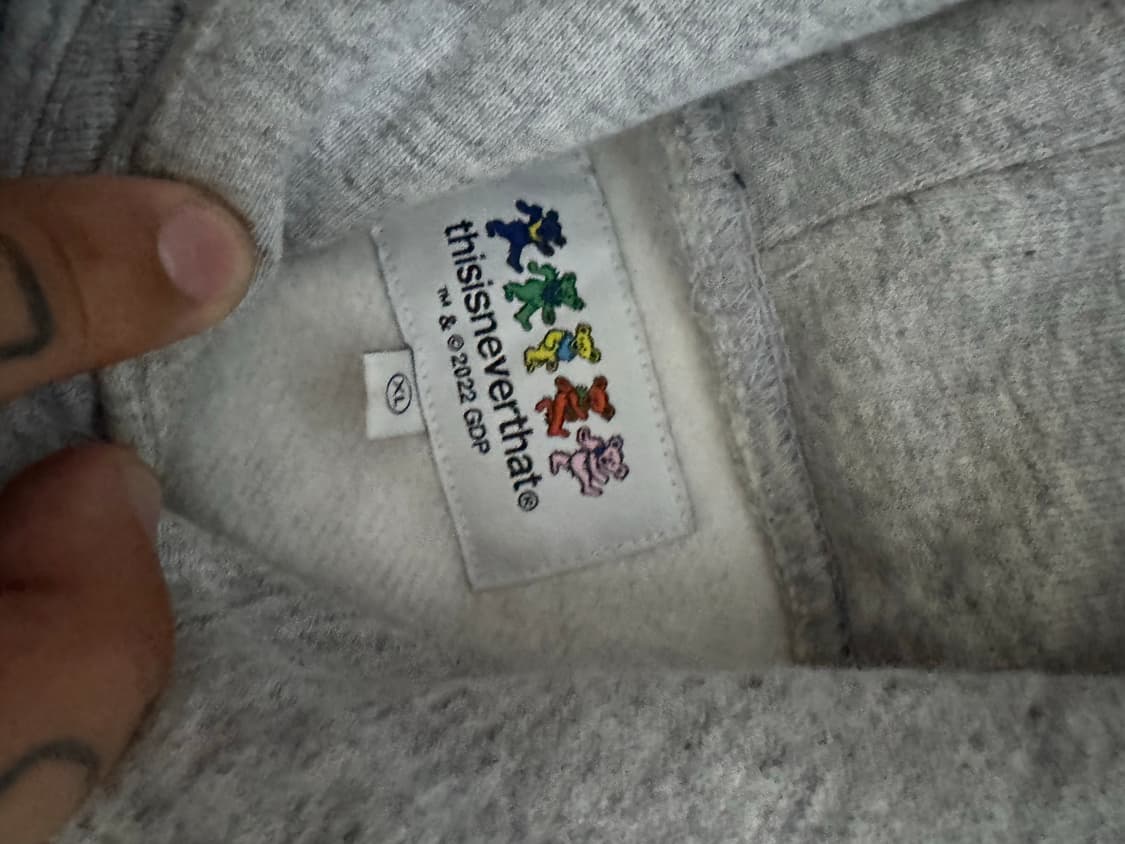 thisisneverthat®
™ & © 2022 GDP
XL